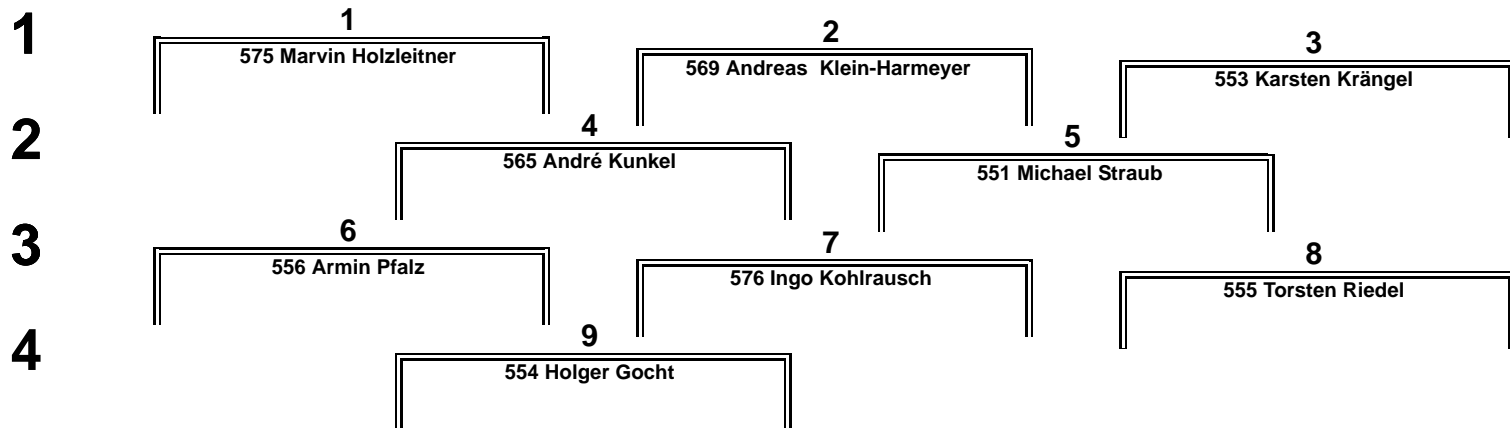 1
1
575 Marvin Holzleitner
2
569 Andreas Klein-Harmeyer
3
553 Karsten Krängel
2
4
565 André Kunkel
5
551 Michael Straub
3
6
556 Armin Pfalz
7
576 Ingo Kohlrausch
8
555 Torsten Riedel
4
9
554 Holger Gocht